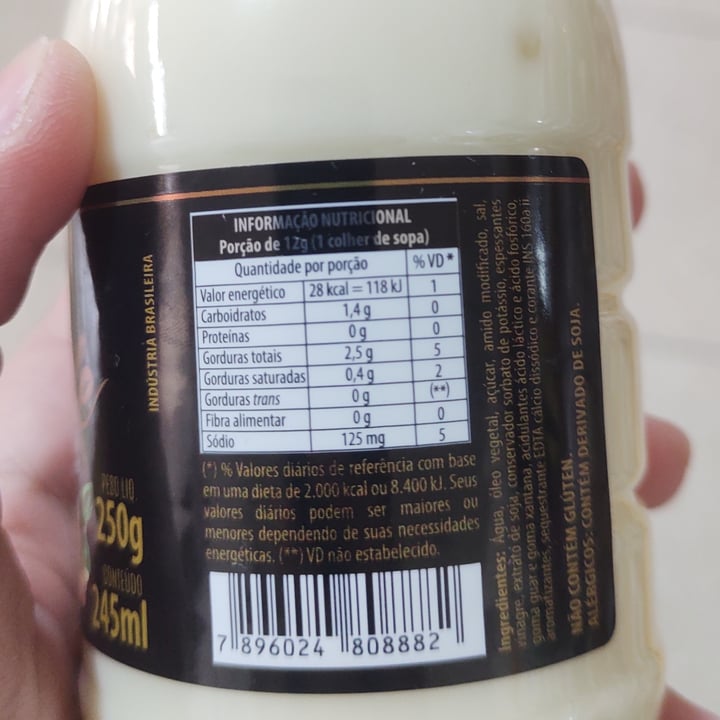 INDÚSTRIA BRASILEIRA
PESO LIQ.
250g
CONTEÚDO
245ml
INFORMAÇÃO NUTRICIONAL
Porção de 12g (1 colher de sopa)
Quantidade por porção % VD*
Valor energético 28 kcal = 118 kJ 1
Carboidratos 1,4 g 0
Proteínas 0 g 0
Gorduras totais 2,5 g 5
Gorduras saturadas 0,4 g 2
Gorduras trans 0 g (**)
Fibra alimentar 0 g 0
Sódio 125 mg 5
(*) % Valores diários de referência com base
em uma dieta de 2.000 kcal ou 8.400 kJ. Seus
valores diários podem ser maiores ou
menores dependendo de suas necessidades
energéticas. (**) VD não estabelecido.
7 896024 808882
Ingredientes: Água, óleo vegetal, açúcar, amido modificado, sal,
vinagre, extrato de soja, conservador sorbato de potássio, espessantes
goma guar e goma xantana, acidulantes ácido láctico e ácido fosfórico,
aromatizantes, sequestrante EDTA cálcio dissódico e corante INS 160a ii
NÃO CONTÉM GLÚTEN.
ALÉRGICOS: CONTÉM DERIVADO DE SOJA.